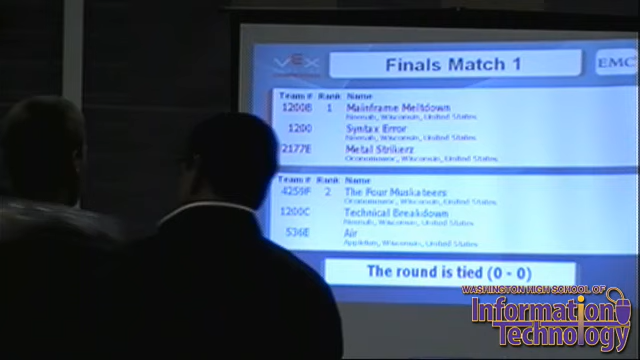 VEX
Finals Match 1
EMC
Team # Rank Name
1200B 1 Mainframe Meltdown
Neenah, Wisconsin, United States
1200 Syntax Error
Neenah, Wisconsin, United States
2177E Metal Strikerz
Oconomowoc, Wisconsin, United States
Team # Rank Name
4259F 2 The Four Muskateers
Oconomowoc, Wisconsin, United States
1200C Technical Breakdown
Neenah, Wisconsin, United States
536E Air
Appleton, Wisconsin, United States
The round is tied (0 - 0)
WASHINGTON HIGH SCHOOL OF
Information
Technology